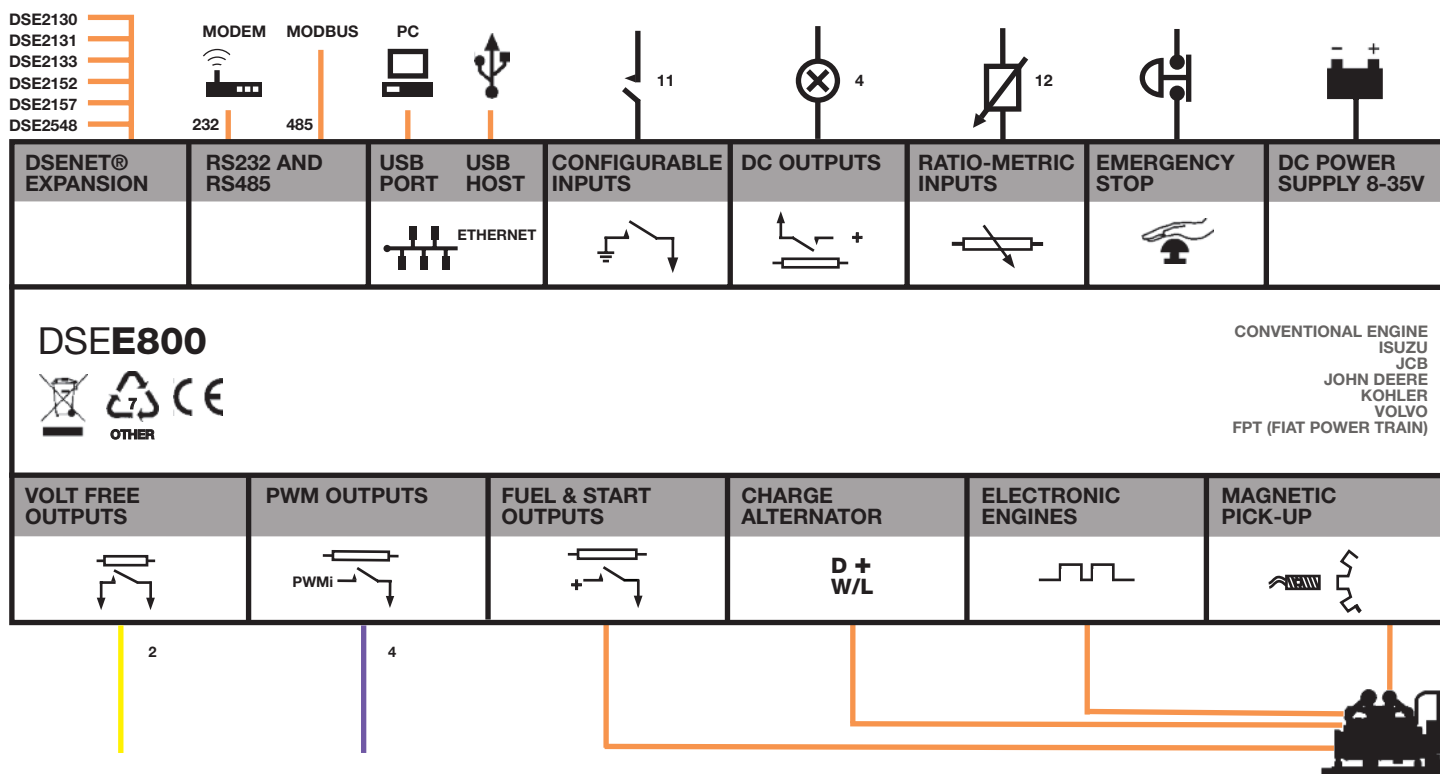 DSE2130
DSE2131
DSE2133
DSE2152
DSE2157
DSE2548
MODEM
MODBUS
PC
232
485
11
4
12
- +
DSENET®
EXPANSION
RS232 AND
RS485
USB
PORT
USB
HOST
CONFIGURABLE
INPUTS
DC OUTPUTS
RATIO-METRIC
INPUTS
EMERGENCY
STOP
DC POWER
SUPPLY 8-35V
ETHERNET
+
DSEE800
7
OTHER
CE
CONVENTIONAL ENGINE
ISUZU
JCB
JOHN DEERE
KOHLER
VOLVO
FPT (FIAT POWER TRAIN)
VOLT FREE
OUTPUTS
PWM OUTPUTS
FUEL & START
OUTPUTS
CHARGE
ALTERNATOR
ELECTRONIC
ENGINES
MAGNETIC
PICK-UP
PWMi
+
D +
W/L
2
4